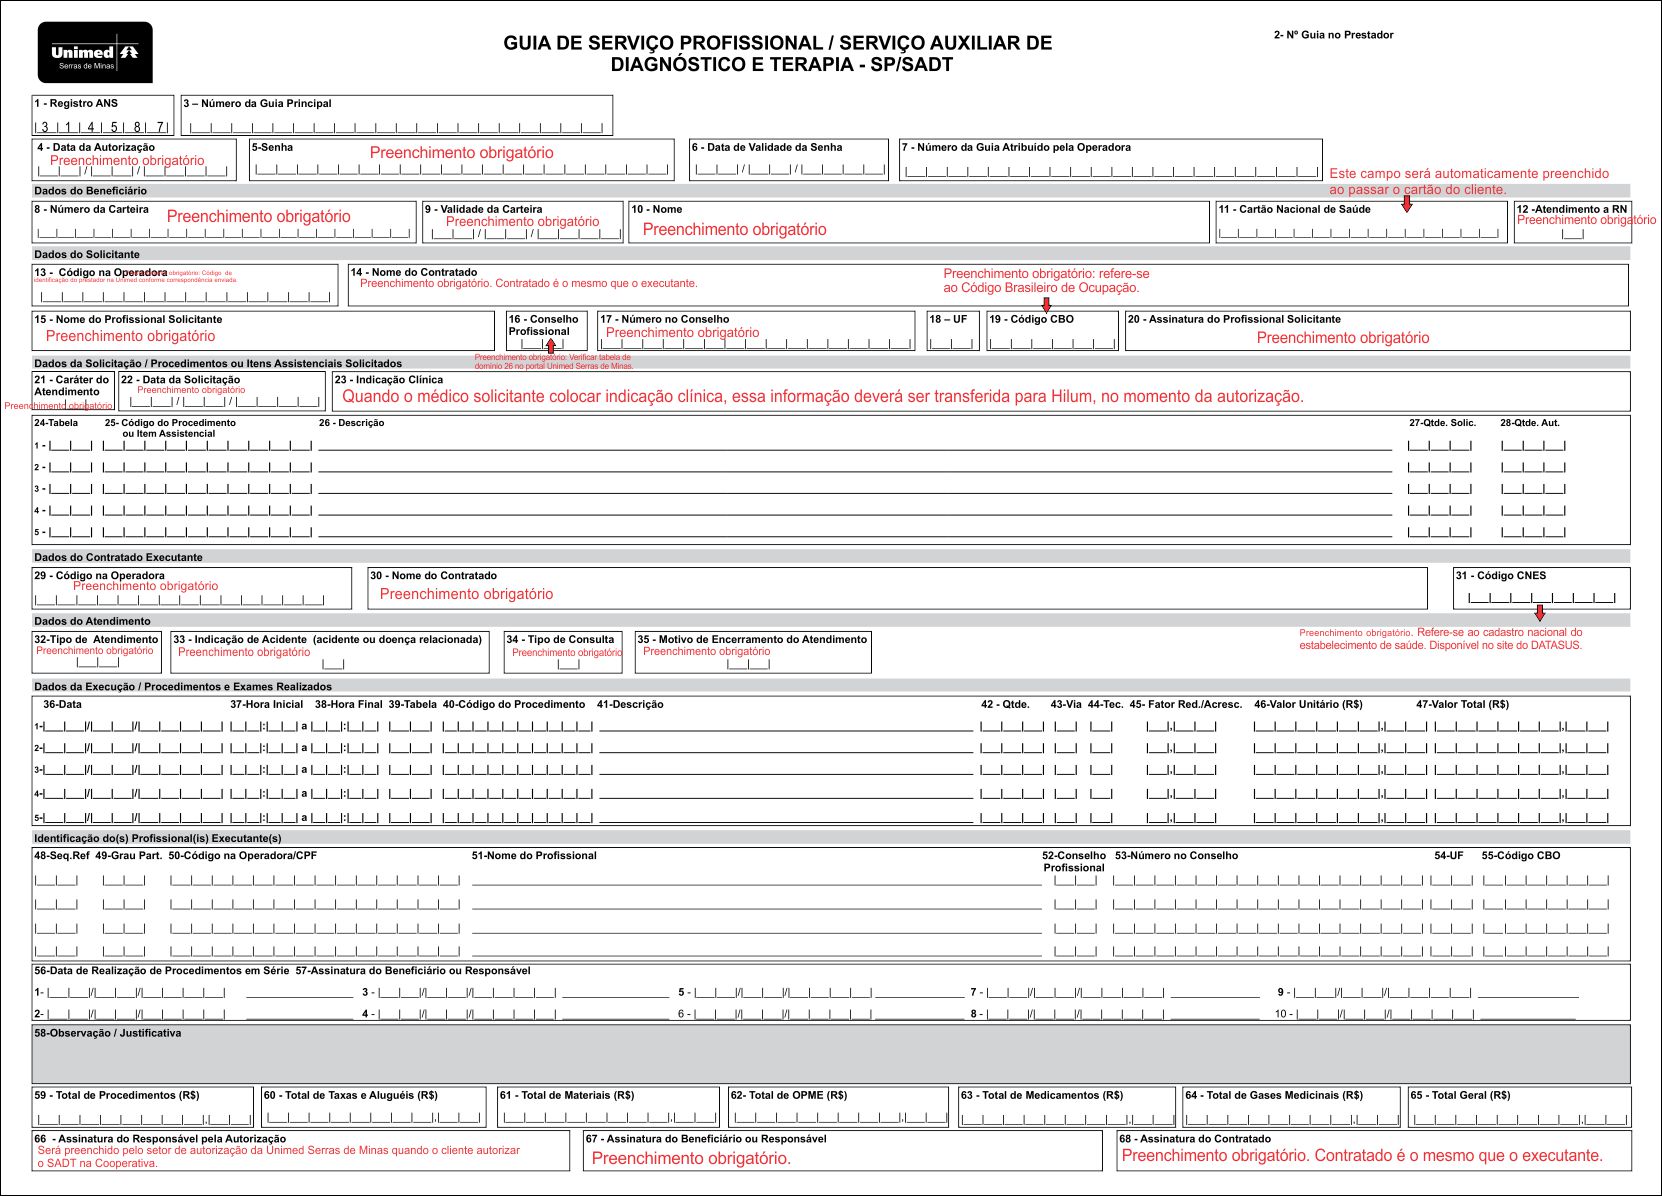 Unimed
Serras de Minas
GUIA DE SERVIÇO PROFISSIONAL / SERVIÇO AUXILIAR DE
DIAGNÓSTICO E TERAPIA - SP/SADT
2- Nº Guia no Prestador
1 - Registro ANS
3 1 4 5 8 7
3 – Número da Guia Principal
4 - Data da Autorização
Preenchimento obrigatório
5-Senha
Preenchimento obrigatório
6 - Data de Validade da Senha
7 - Número da Guia Atribuído pela Operadora
Este campo será automaticamente preenchido
ao passar o cartão do cliente.
Dados do Beneficiário
8 - Número da Carteira
Preenchimento obrigatório
9 - Validade da Carteira
Preenchimento obrigatório
10 - Nome
Preenchimento obrigatório
11 - Cartão Nacional de Saúde
12 -Atendimento a RN
Preenchimento obrigatório
Dados do Solicitante
13 - Código na Operadora
Preenchimento obrigatório: Código de
identificação do prestador na Unimed conforme correspondência enviada
14 - Nome do Contratado
Preenchimento obrigatório. Contratado é o mesmo que o executante.
Preenchimento obrigatório: refere-se
ao Código Brasileiro de Ocupação.
15 - Nome do Profissional Solicitante
Preenchimento obrigatório
16 - Conselho
Profissional
Preenchimento obrigatório: Verificar tabela de
domínio 26 no portal Unimed Serras de Minas.
17 - Número no Conselho
Preenchimento obrigatório
18 – UF
19 - Código CBO
20 - Assinatura do Profissional Solicitante
Preenchimento obrigatório
Dados da Solicitação / Procedimentos ou Itens Assistenciais Solicitados
21 - Caráter do
Atendimento
Preenchimento obrigatório
22 - Data da Solicitação
Preenchimento obrigatório
23 - Indicação Clínica
Quando o médico solicitante colocar indicação clínica, essa informação deverá ser transferida para Hilum, no momento da autorização.
24-Tabela
25- Código do Procedimento
ou Item Assistencial
26 - Descrição
27-Qtde. Solic.
28-Qtde. Aut.
1 -
2 -
3 -
4 -
5 -
Dados do Contratado Executante
29 - Código na Operadora
Preenchimento obrigatório
30 - Nome do Contratado
Preenchimento obrigatório
31 - Código CNES
Preenchimento obrigatório. Refere-se ao cadastro nacional do
estabelecimento de saúde. Disponível no site do DATASUS.
Dados do Atendimento
32-Tipo de Atendimento
Preenchimento obrigatório
33 - Indicação de Acidente (acidente ou doença relacionada)
Preenchimento obrigatório
34 - Tipo de Consulta
Preenchimento obrigatório
35 - Motivo de Encerramento do Atendimento
Preenchimento obrigatório
Dados da Execução / Procedimentos e Exames Realizados
36-Data 37-Hora Inicial 38-Hora Final 39-Tabela 40-Código do Procedimento 41-Descrição 42 - Qtde. 43-Via 44-Tec. 45- Fator Red./Acresc. 46-Valor Unitário (R$) 47-Valor Total (R$)
1- a
2- a
3- a
4- a
5- a
Identificação do(s) Profissional(is) Executante(s)
48-Seq.Ref 49-Grau Part. 50-Código na Operadora/CPF 51-Nome do Profissional 52-Conselho
Profissional
53-Número no Conselho 54-UF 55-Código CBO
56-Data de Realização de Procedimentos em Série 57-Assinatura do Beneficiário ou Responsável
1- 3 - 5 - 7 - 9 -
2- 4 - 6 - 8 - 10 -
58-Observação / Justificativa
59 - Total de Procedimentos (R$)
60 - Total de Taxas e Aluguéis (R$)
61 - Total de Materiais (R$)
62- Total de OPME (R$)
63 - Total de Medicamentos (R$)
64 - Total de Gases Medicinais (R$)
65 - Total Geral (R$)
66 - Assinatura do Responsável pela Autorização
Será preenchido pelo setor de autorização da Unimed Serras de Minas quando o cliente autorizar
o SADT na Cooperativa.
67 - Assinatura do Beneficiário ou Responsável
Preenchimento obrigatório.
68 - Assinatura do Contratado
Preenchimento obrigatório. Contratado é o mesmo que o executante.